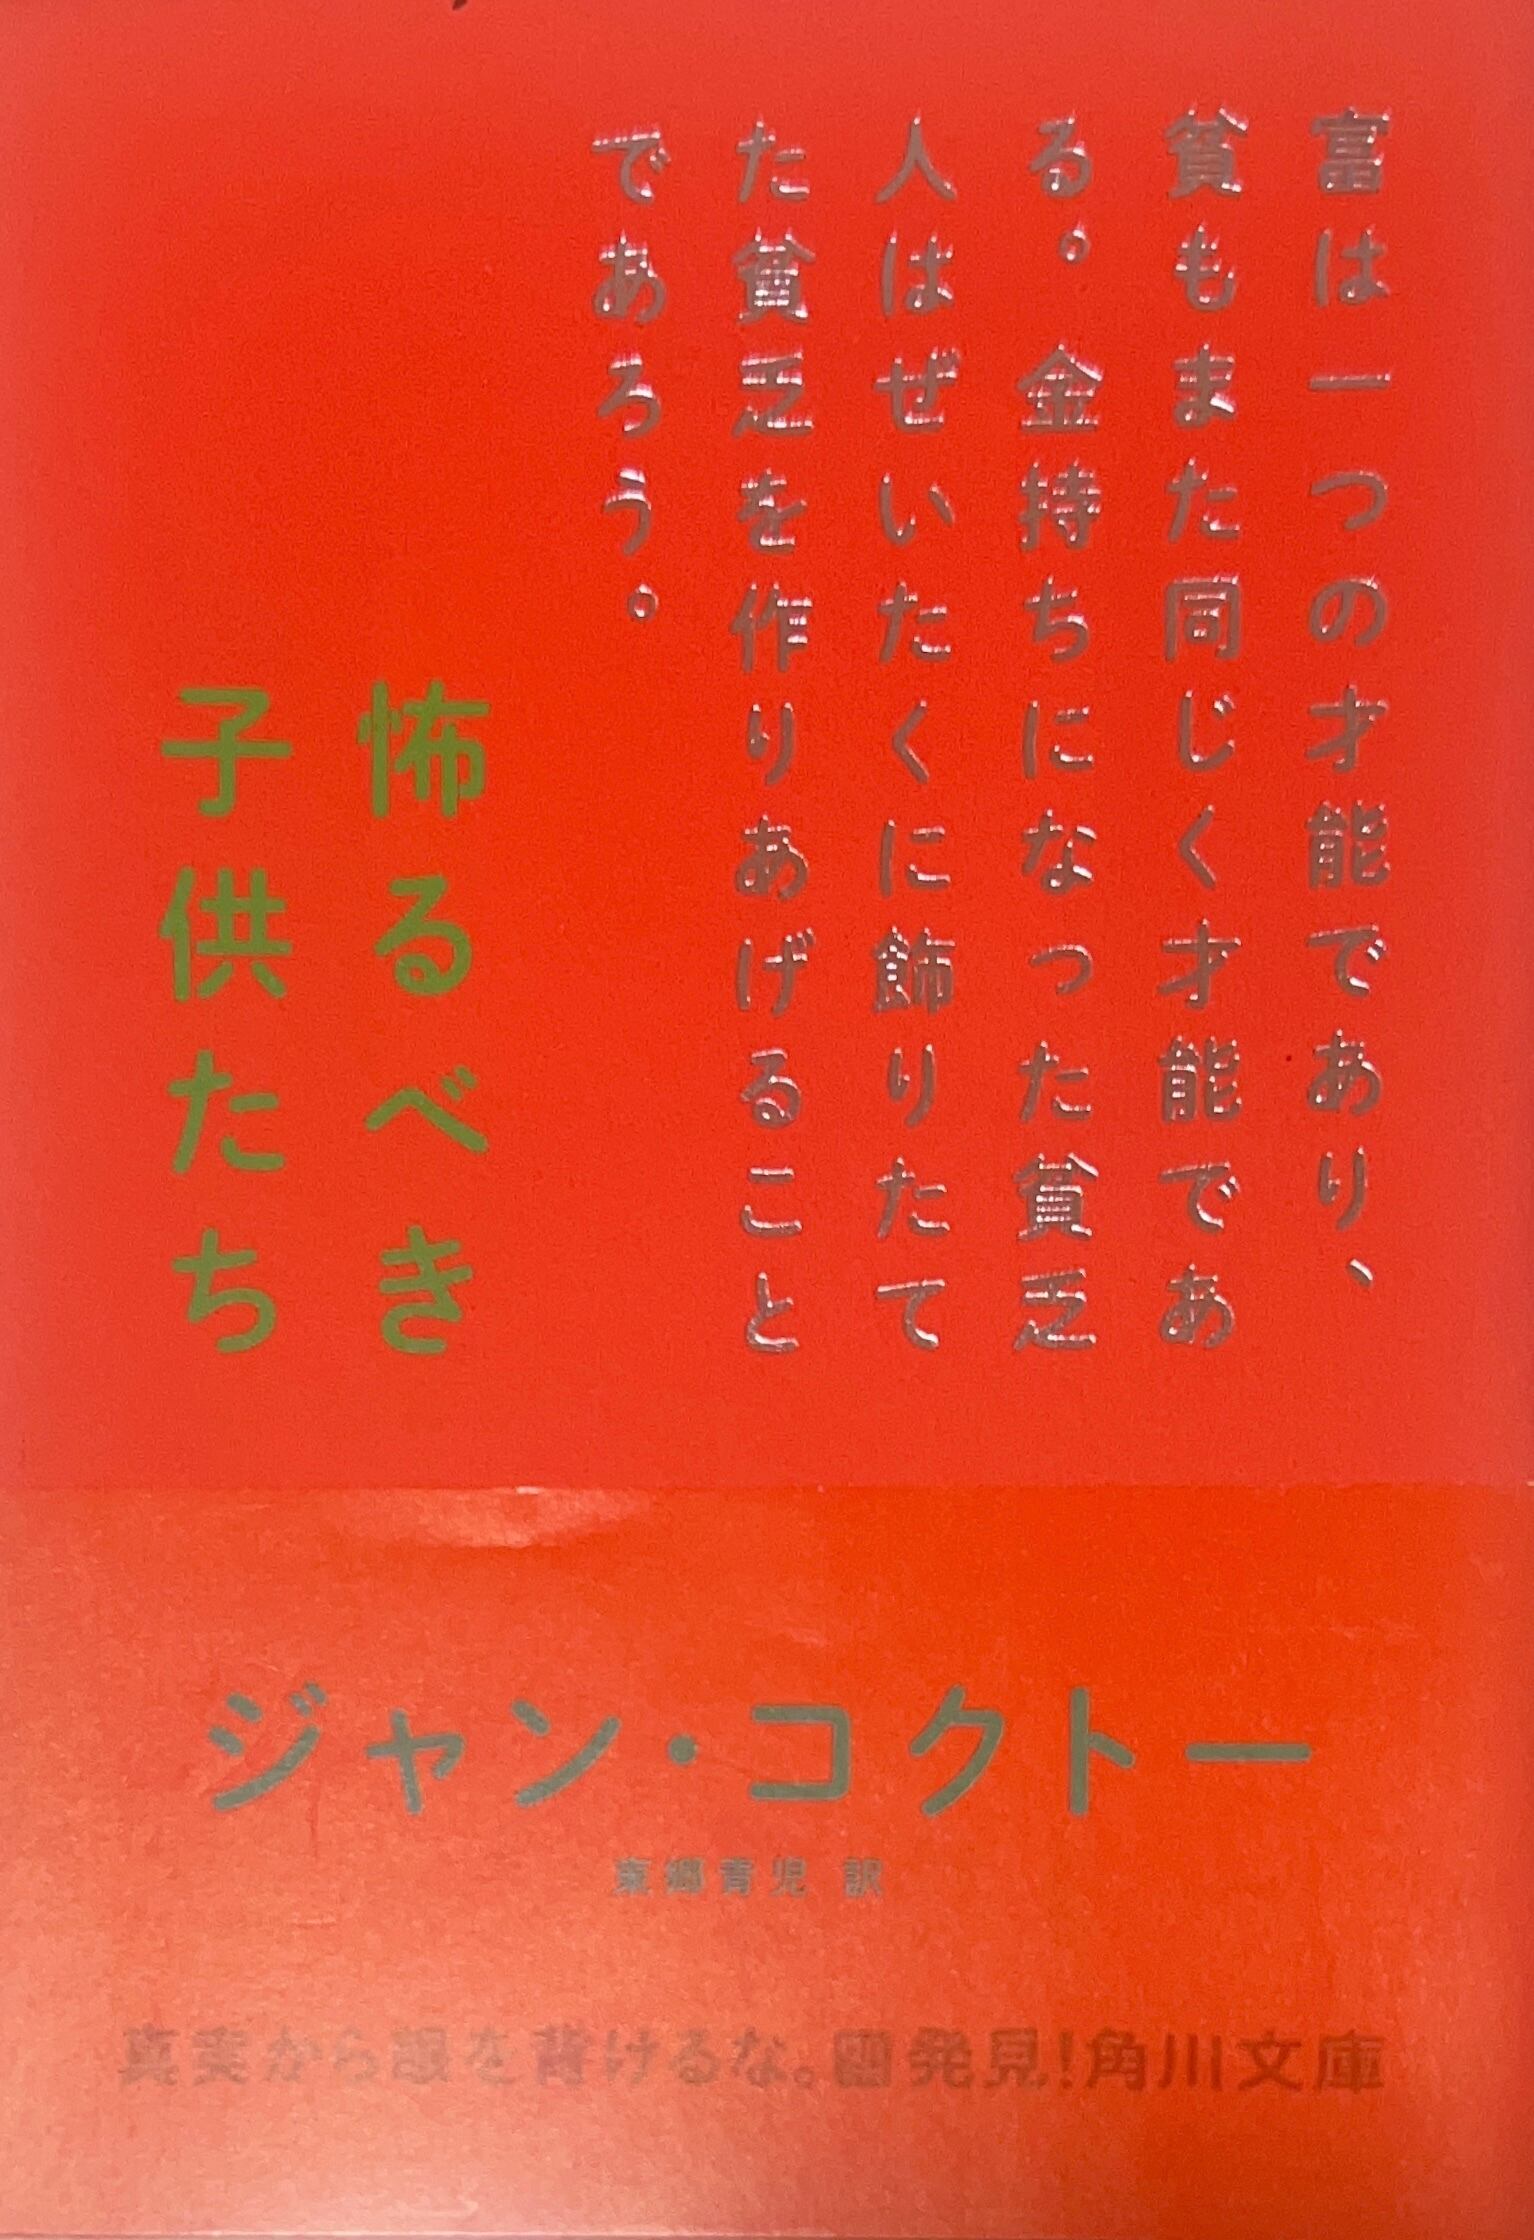 富は一つの才能であり、
貧もまた同じく才能であ
る。金持ちになった貧乏
人はぜいたくに飾りたて
た貧乏を作りあげること
であろう。
怖るべき
子供たち
ジャン・コクトー
東郷青児 訳
真実から眼を背けるな。 発見!角川文庫